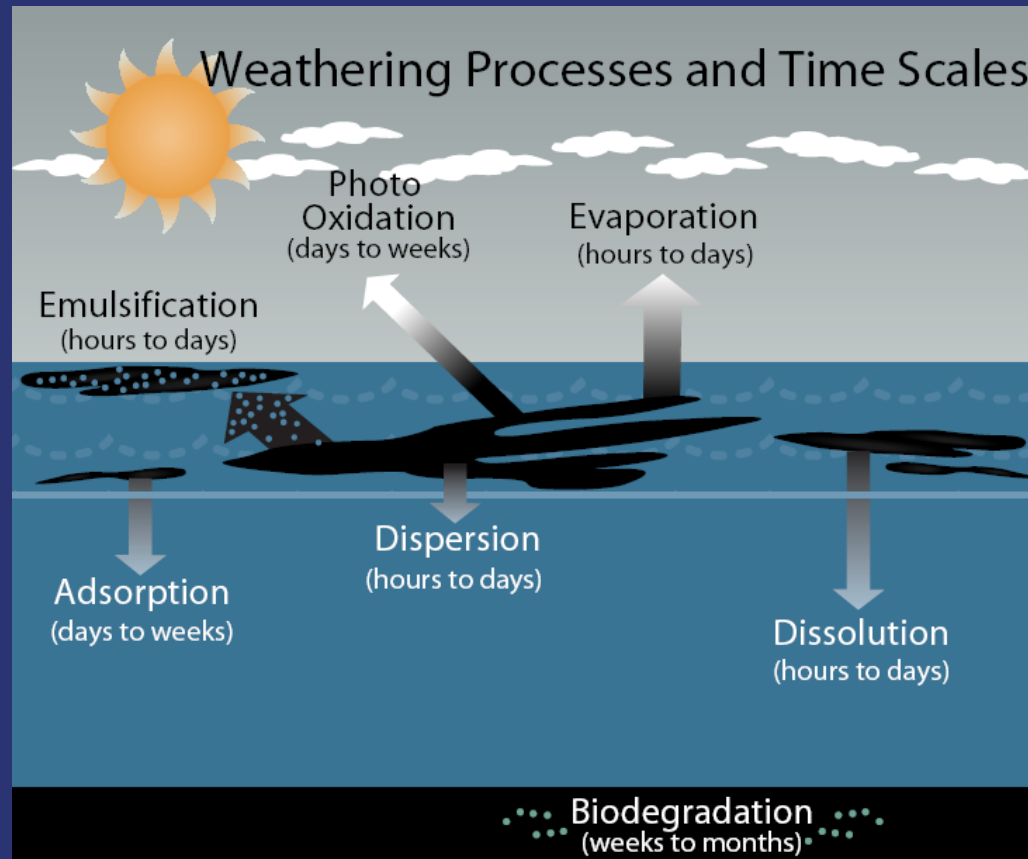 Weathering Processes and Time Scales
Photo
Oxidation
(days to weeks)
Evaporation
(hours to days)
Emulsification
(hours to days)
Dispersion
(hours to days)
Adsorption
(days to weeks)
Dissolution
(hours to days)
Biodegradation
(weeks to months)